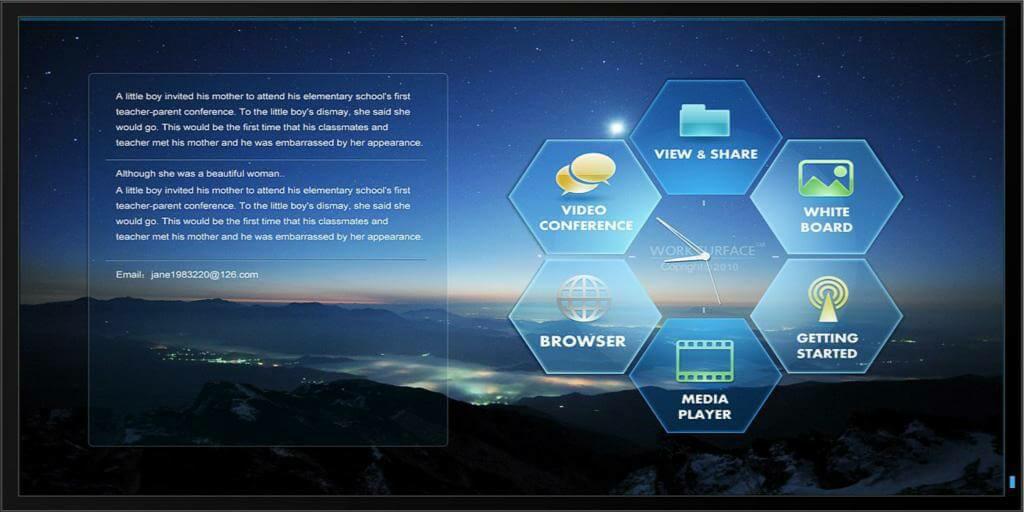 A little boy invited his mother to attend his elementary school's first
teacher-parent conference. To the little boy's dismay, she said she
would go. This would be the first time that his classmates and
teacher met his mother and he was embarrassed by her appearance.
Although she was a beautiful woman..
A little boy invited his mother to attend his elementary school's first
teacher-parent conference. To the little boy's dismay, she said she
would go. This would be the first time that his classmates and
teacher met his mother and he was embarrassed by her appearance.
Email: jane1983220@126.com
VIEW & SHARE
VIDEO
CONFERENCE
WHITE
BOARD
WORK SURFACE
Copright©2010
BROWSER
GETTING
STARTED
MEDIA
PLAYER